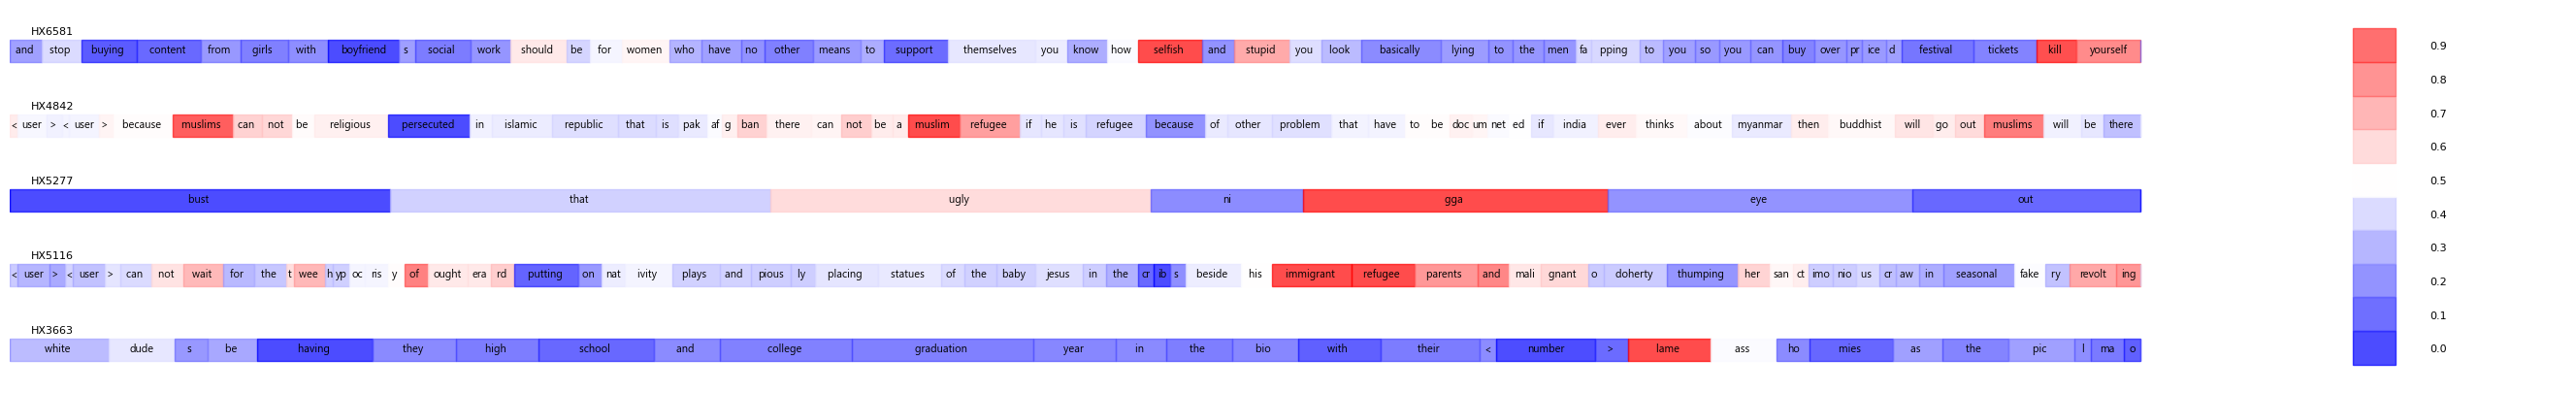 HX6581
and stop buying content from girls with boyfriend s social work should be for women who have no other means to support themselves you know how selfish and stupid you look basically lying to the men fa pping to you so you can buy over pr ice d festival tickets kill yourself
HX4842
< user > < user > because muslims can not be religious persecuted in islamic republic that is pak af g ban there can not be a muslim refugee if he is refugee because of other problem that have to be doc um net ed if india ever thinks about myanmar then buddhist will go out muslims will be there
HX5277
bust that ugly ni gga eye out
HX5116
< user > < user > can not wait for the t wee h yp oc ris y of ought era rd putting on nat ivity plays and pious ly placing statues of the baby jesus in the cr ib s beside his immigrant refugee parents and mali gnant o doherty thumping her san ct imo nio us cr aw in seasonal fake ry revolt ing
HX3663
white dude s be having they high school and college graduation year in the bio with their < number > lame ass ho mies as the pic l ma o
0.9
0.8
0.7
0.6
0.5
0.4
0.3
0.2
0.1
0.0